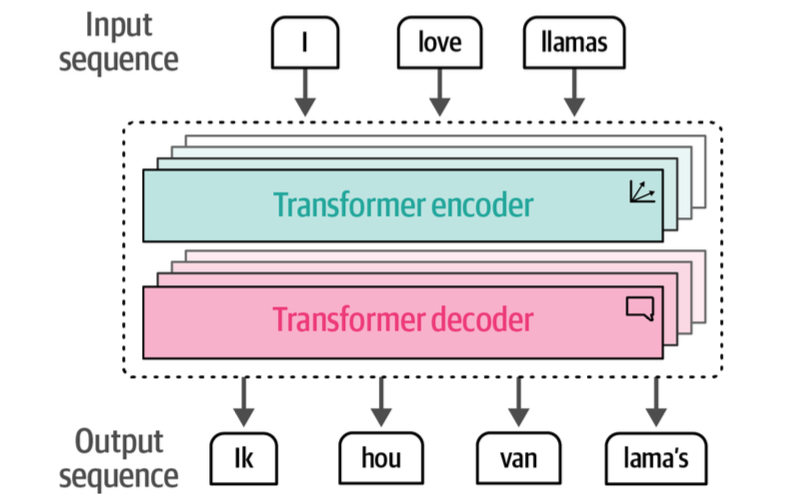 Input
sequence
I love llamas
Transformer encoder
Transformer decoder
Output
sequence
Ik hou van lama's